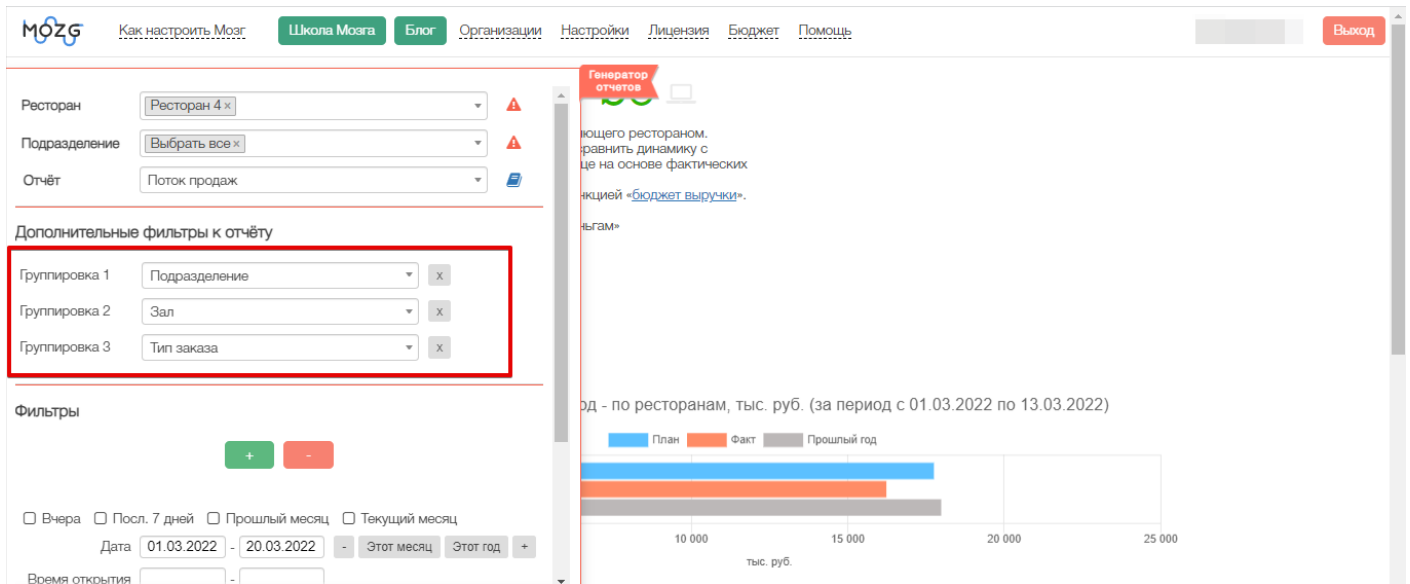 MOZG Как настроить Мозг Школа Мозга Блог Организации Настройки Лицензия Бюджет Помощь Выход
Генератор
отчетов
Ресторан Ресторан 4 ×
Подразделение Выбрать все ×
Отчёт Поток продаж
Дополнительные фильтры к отчёту
Группировка 1 Подразделение x
Группировка 2 Зал x
Группировка 3 Тип заказа x
Фильтры
+ -
Вчера Посл. 7 дней Прошлый месяц Текущий месяц
Дата 01.03.2022 - 20.03.2022 - Этот месяц Этот год +
Время открытия -
ющего рестораном.
сравнить динамику с
це на основе фактических
нкцией «бюджет выручки».
ньгам»
од - по ресторанам, тыс. руб. (за период с 01.03.2022 по 13.03.2022)
План Факт Прошлый год
10 000 15 000 20 000 25 000
тыс. руб.